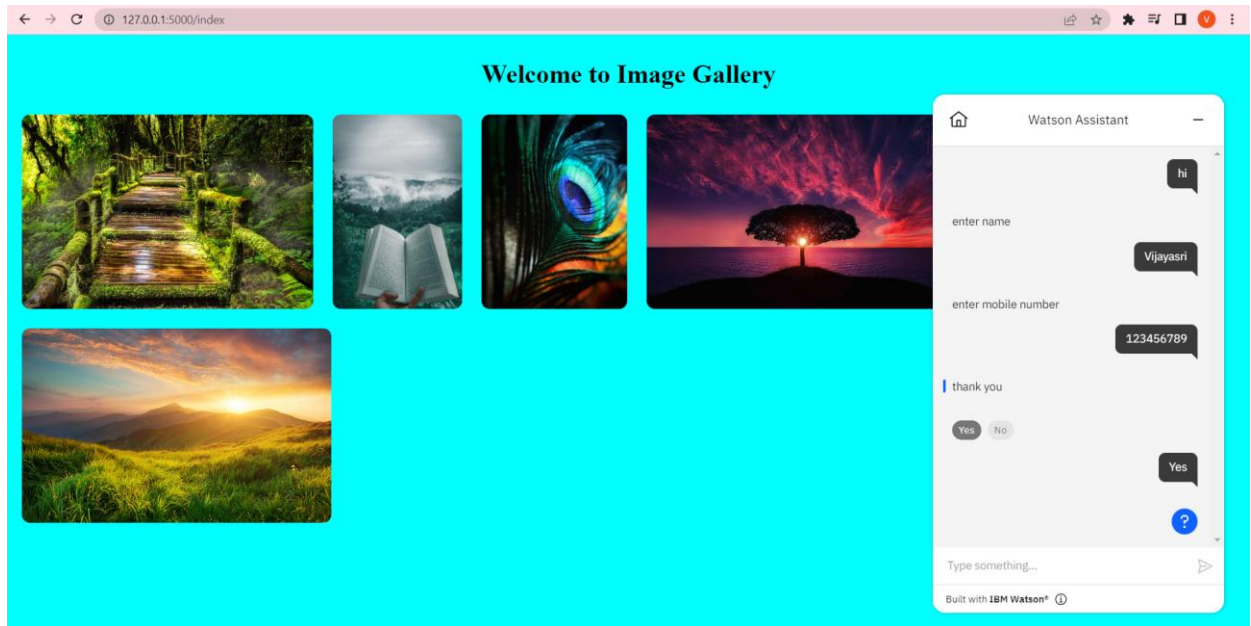 127.0.0.1:5000/index
V
Welcome to Image Gallery
Watson Assistant
hi
enter name
Vijayasri
enter mobile number
123456789
thank you
Yes No
Yes
?
Type something...
Built with IBM Watson®